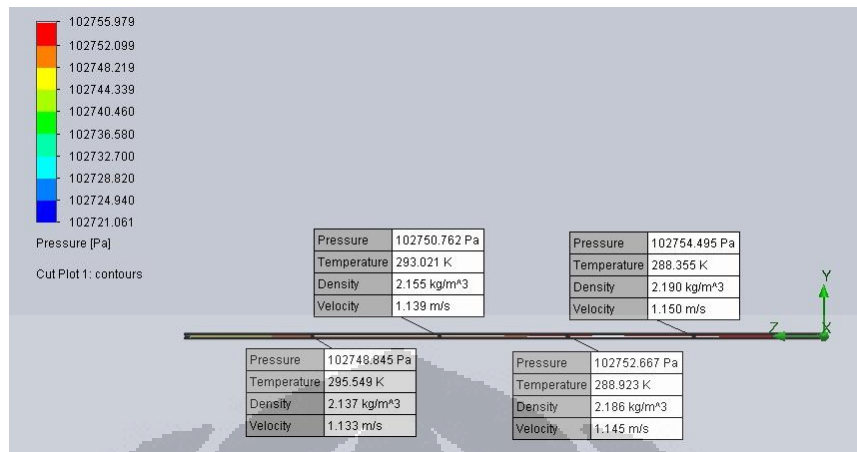 102755.979
102752.099
102748.219
102744.339
102740.460
102736.580
102732.700
102728.820
102724.940
102721.061
Pressure [Pa]
Cut Plot 1: contours
Pressure 102750.762 Pa
Temperature 293.021 K
Density 2.155 kg/m^3
Velocity 1.139 m/s
Pressure 102754.495 Pa
Temperature 288.355 K
Density 2.190 kg/m^3
Velocity 1.150 m/s
Y
Z
X
Pressure 102748.845 Pa
Temperature 295.549 K
Density 2.137 kg/m^3
Velocity 1.133 m/s
Pressure 102752.667 Pa
Temperature 288.923 K
Density 2.186 kg/m^3
Velocity 1.145 m/s